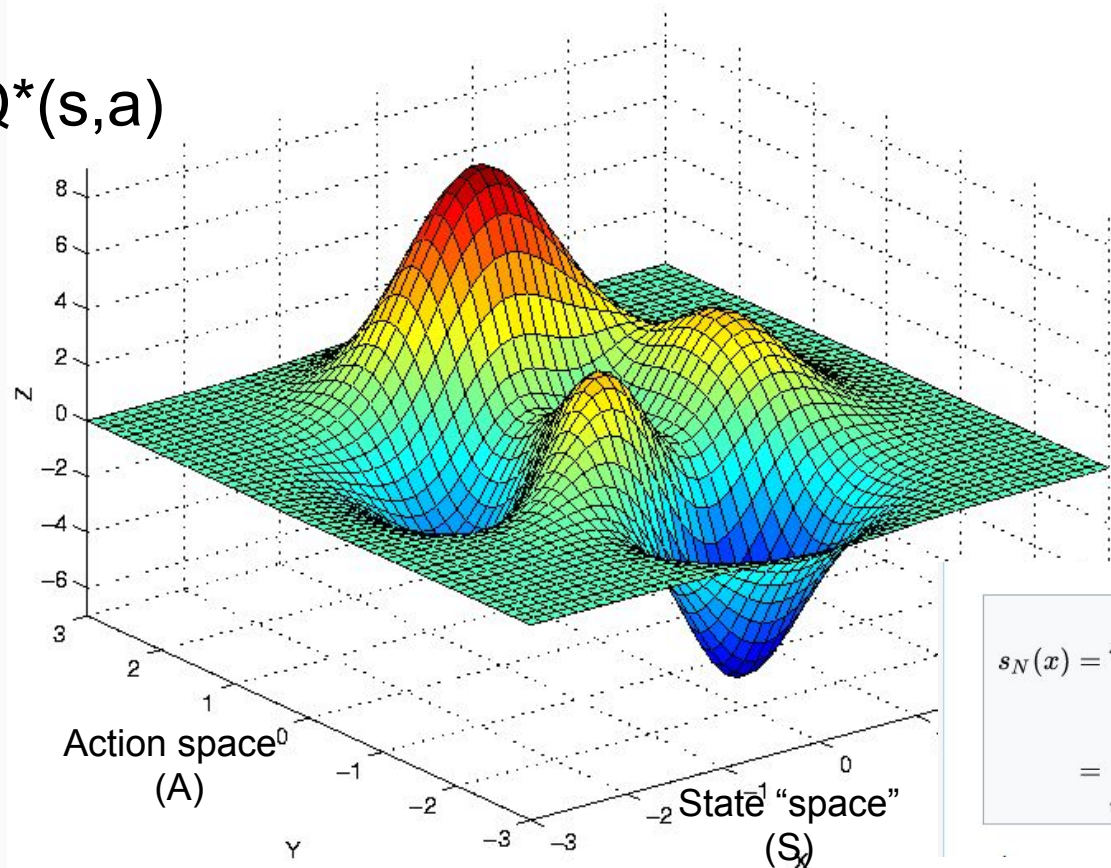 Q*(s,a)
8
6
4
2
0
−2
−4
−6
Z
3
2
1
0
−1
−2
−3
Action space
(A)
Y
−3
−2
−1
0
State “space”
(S)
X
s_N(x) =
=